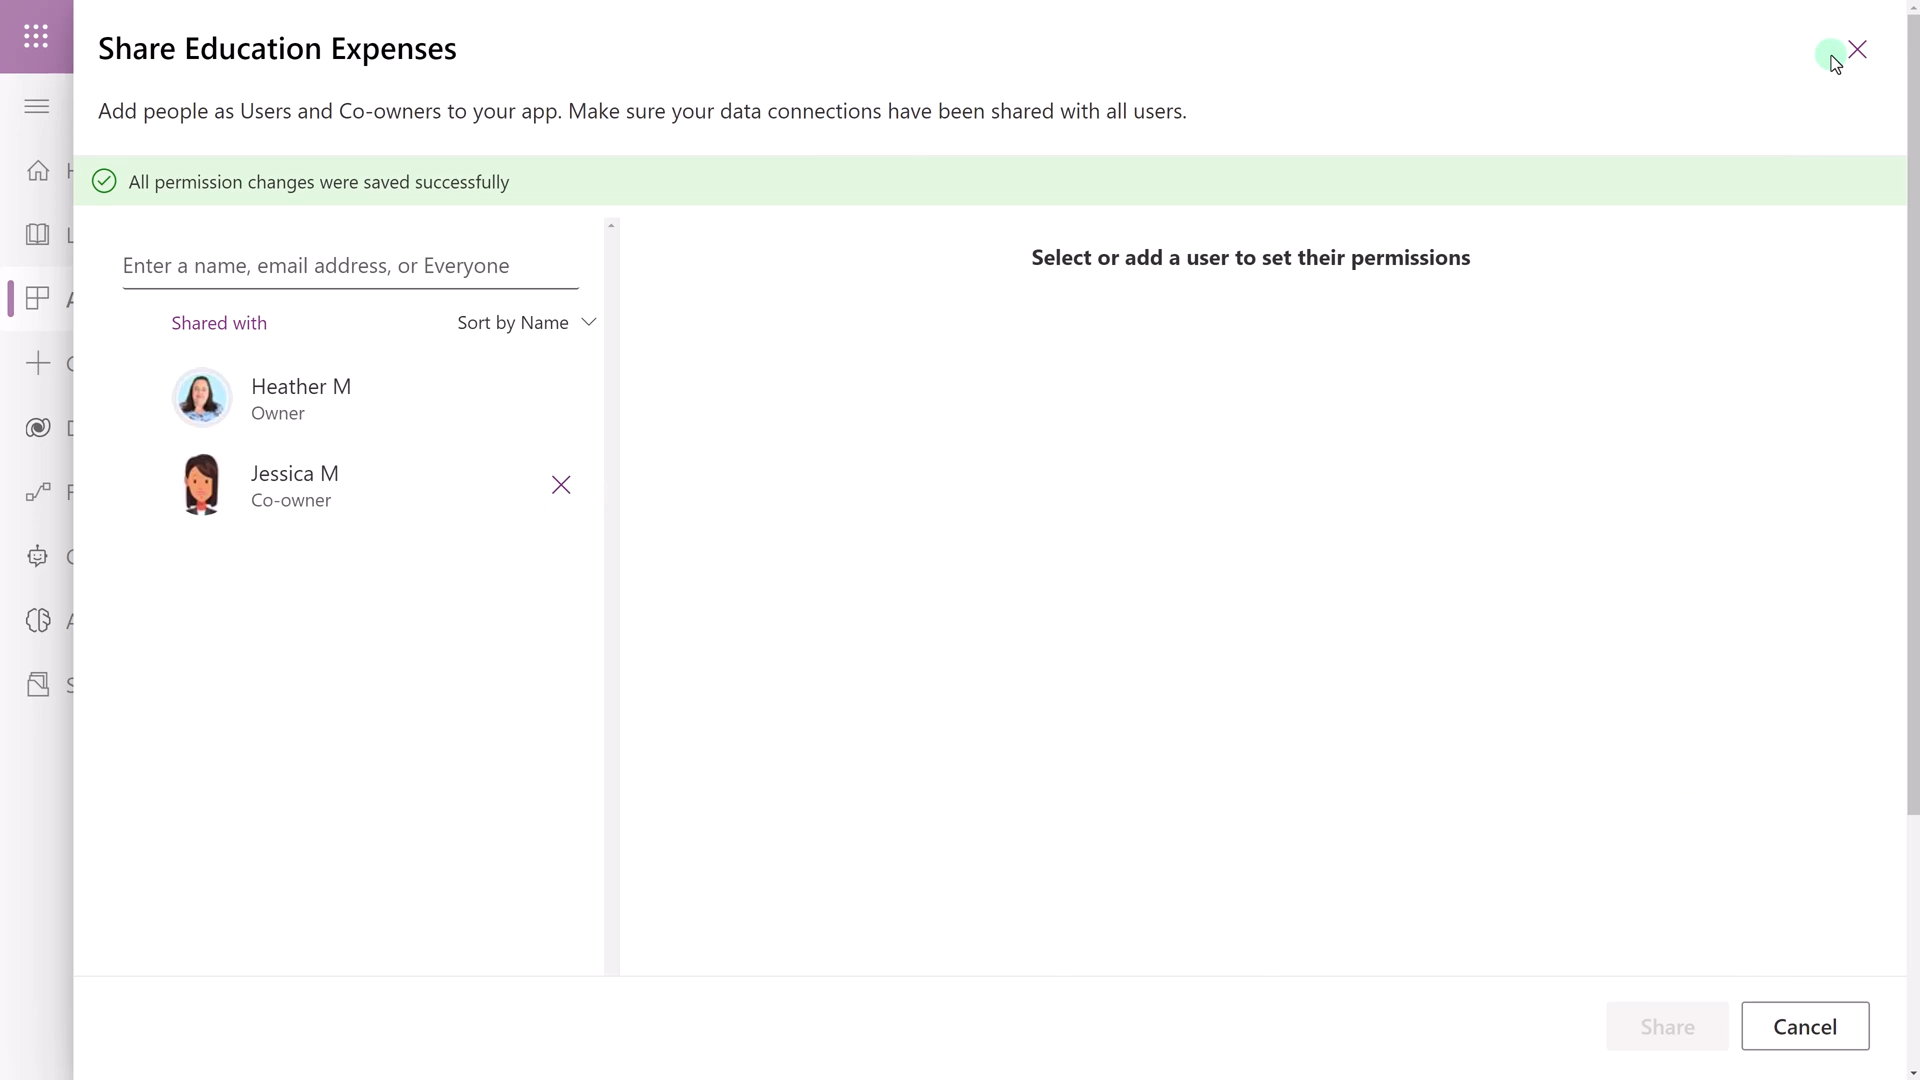 Share Education Expenses
Add people as Users and Co-owners to your app. Make sure your data connections have been shared with all users.
All permission changes were saved successfully
Enter a name, email address, or Everyone
Select or add a user to set their permissions
Shared with
Sort by Name
Heather M
Owner
Jessica M
Co-owner
Share
Cancel